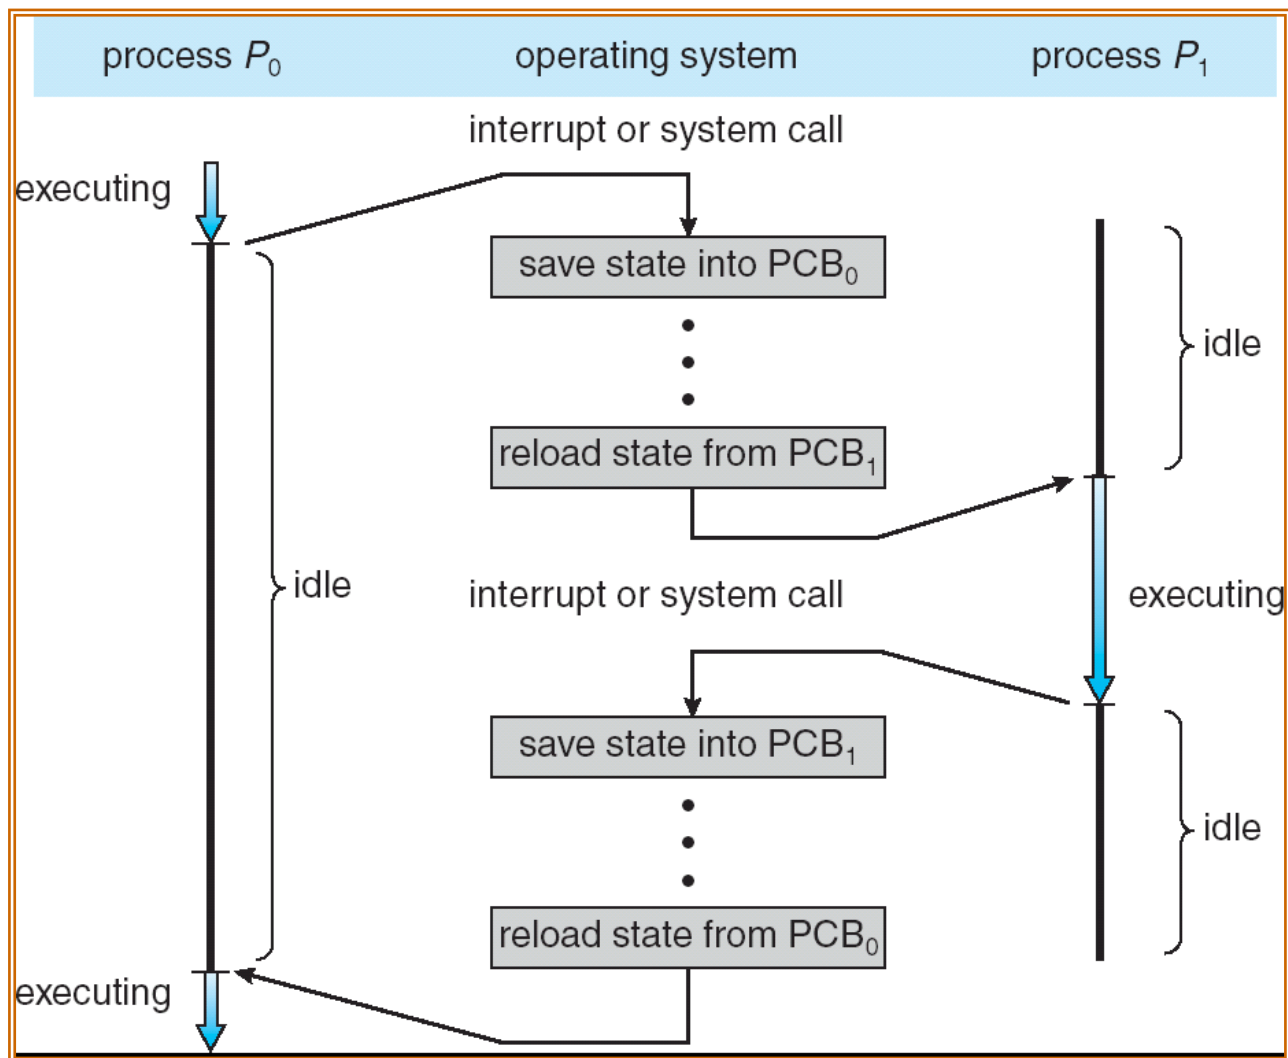 process P₀ operating system process P₁
interrupt or system call
executing
save state into PCB₀
idle
reload state from PCB₁
idle
interrupt or system call
executing
save state into PCB₁
idle
reload state from PCB₀
executing